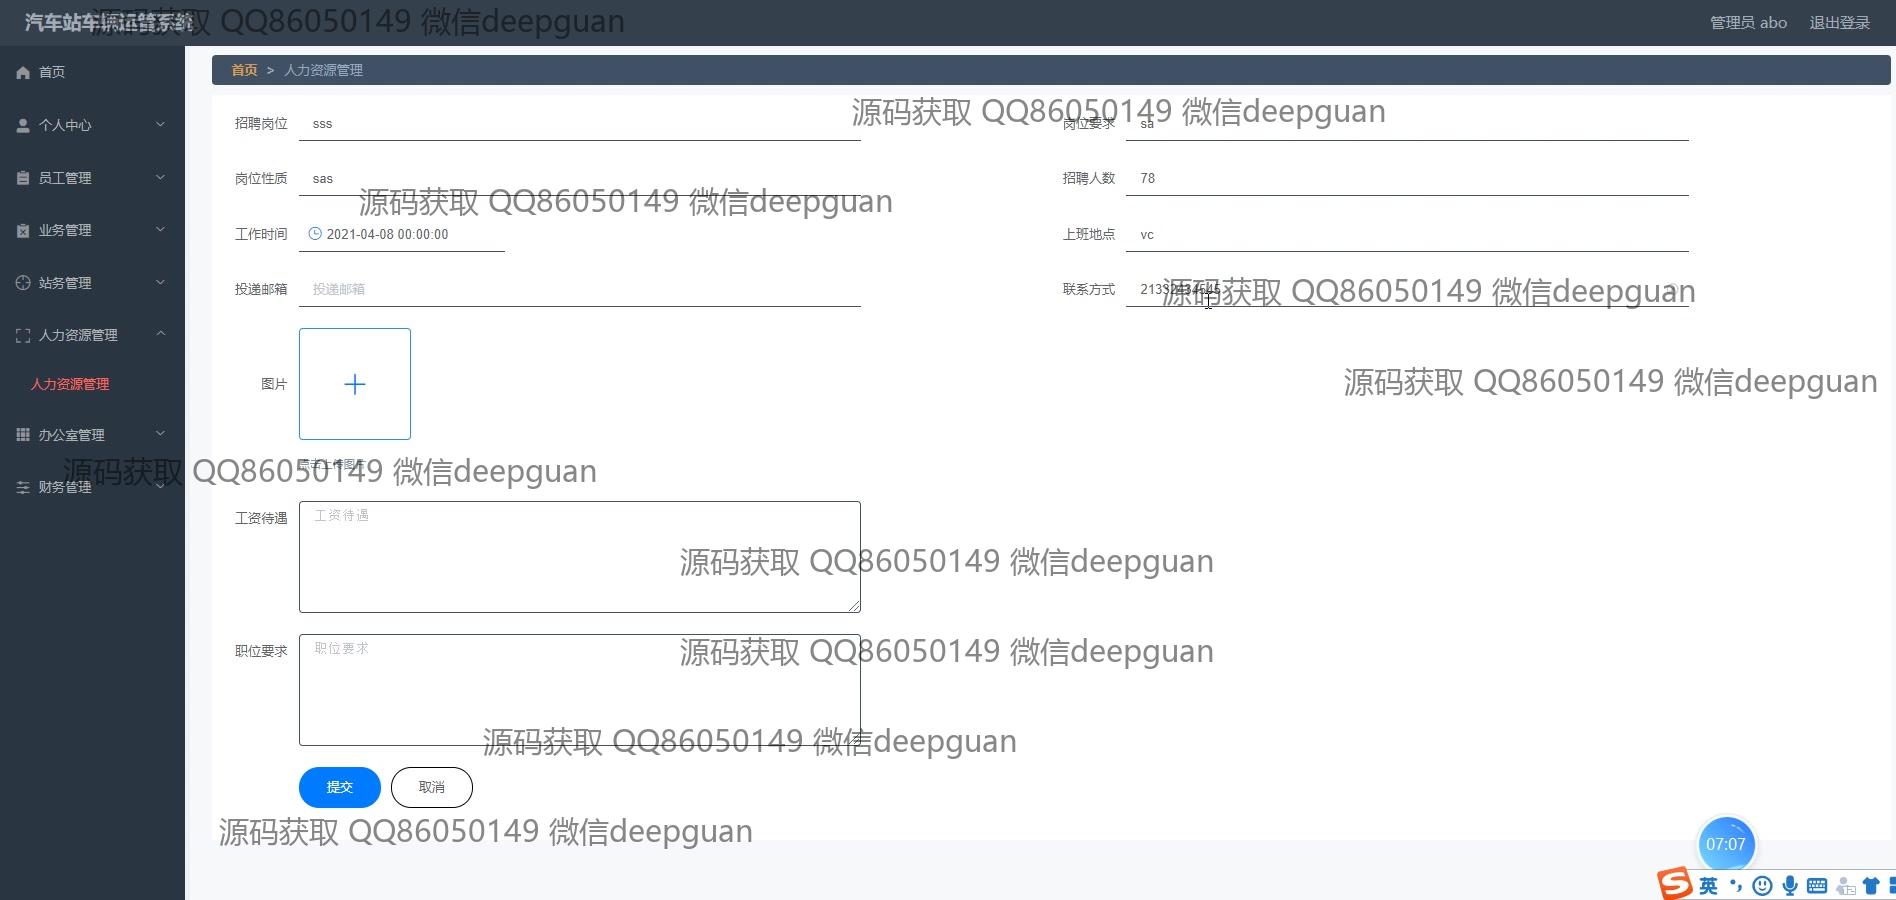 汽车站车辆运营系统
源码获取 QQ86050149 微信deepguan
管理员 abo
退出登录
首页
个人中心
员工管理
业务管理
站务管理
人力资源管理
人力资源管理
办公室管理
财务管理
首页 > 人力资源管理
源码获取 QQ86050149 微信deepguan
招聘岗位 sss
岗位要求 sa
岗位性质 sas
招聘人数 78
源码获取 QQ86050149 微信deepguan
工作时间 2021-04-08 00:00:00
上班地点 vc
投递邮箱 投递邮箱
联系方式 21332434545
源码获取 QQ86050149 微信deepguan
图片
源码获取 QQ86050149 微信deepguan
点击上传图片
源码获取 QQ86050149 微信deepguan
工资待遇 工资待遇
源码获取 QQ86050149 微信deepguan
职位要求 职位要求
源码获取 QQ86050149 微信deepguan
源码获取 QQ86050149 微信deepguan
提交
取消
源码获取 QQ86050149 微信deepguan
07:07
英